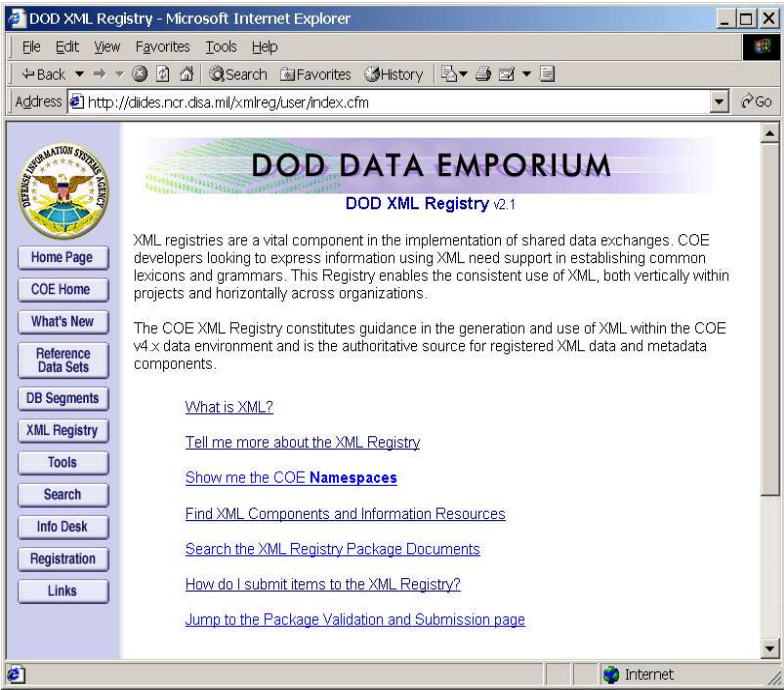 DOD XML Registry - Microsoft Internet Explorer
File Edit View Favorites Tools Help
Back Search Favorites History
Address http://diides.ncr.disa.mil/xmlreg/user/index.cfm Go
DEFENSE INFORMATION SYSTEMS AGENCY
Home Page
COE Home
What's New
Reference
Data Sets
DB Segments
XML Registry
Tools
Search
Info Desk
Registration
Links
DOD DATA EMPORIUM
DOD XML Registry v2.1
XML registries are a vital component in the implementation of shared data exchanges. COE
developers looking to express information using XML need support in establishing common
lexicons and grammars. This Registry enables the consistent use of XML, both vertically within
projects and horizontally across organizations.
The COE XML Registry constitutes guidance in the generation and use of XML within the COE
v4.x data environment and is the authoritative source for registered XML data and metadata
components.
What is XML?
Tell me more about the XML Registry
Show me the COE Namespaces
Find XML Components and Information Resources
Search the XML Registry Package Documents
How do I submit items to the XML Registry?
Jump to the Package Validation and Submission page
Internet